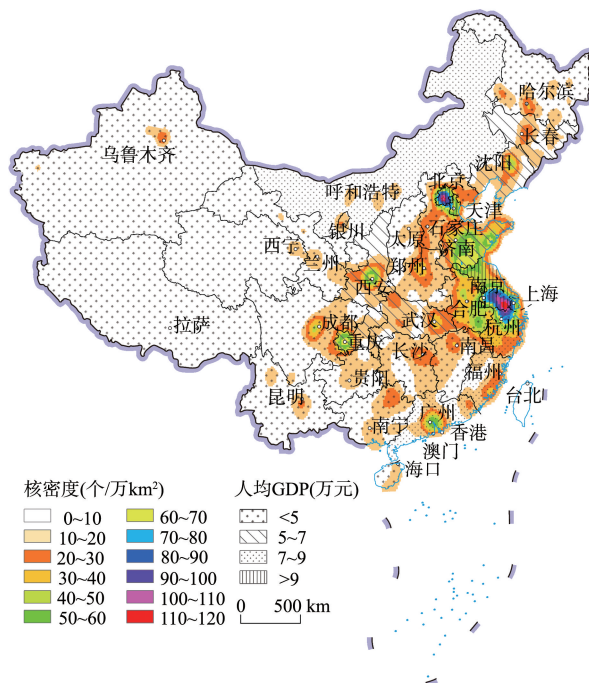 哈尔滨
长春
乌鲁木齐
沈阳
北京
呼和浩特
天津
银川
石家庄
太原
西宁
济南
兰州
郑州
西安
南京
上海
合肥
拉萨
成都
武汉
杭州
重庆
南昌
长沙
贵阳
福州
昆明
台北
广州
南宁
香港
澳门
海口
核密度(个/万km²)
人均GDP(万元)
0~10
60~70
<5
10~20
70~80
5~7
20~30
80~90
7~9
30~40
90~100
>9
40~50
100~110
0 500 km
50~60
110~120